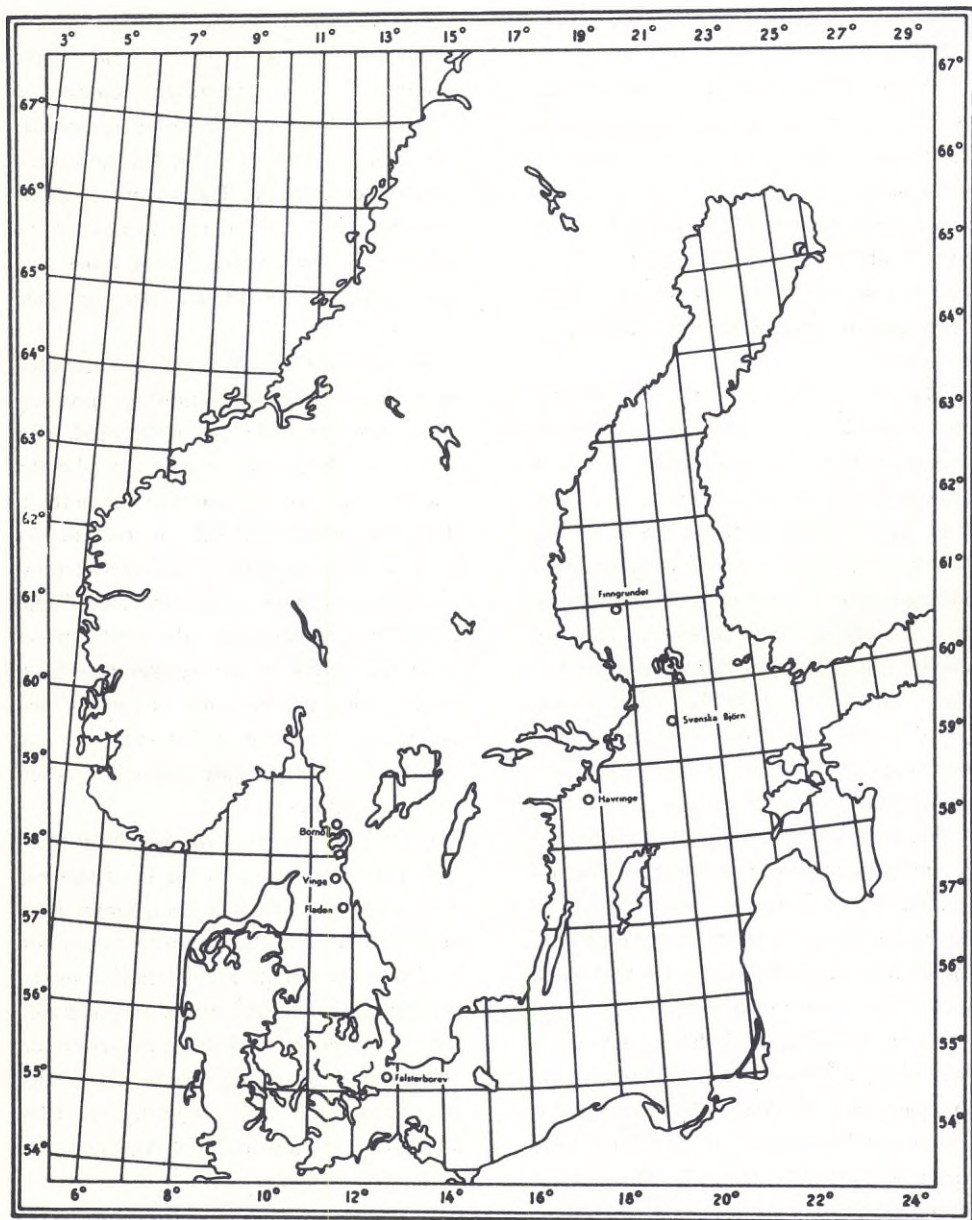 3° 5° 7° 9° 11° 13° 15° 17° 19° 21° 23° 25° 27° 29°
67° 67°
66° 66°
65° 65°
64° 64°
63° 63°
62° 62°
61° 61°
Finngrundet
60° 60°
Svenska Björn
59° 59°
Hävringe
58° 58°
Bornö
Vinga
57° 57°
Fladen
56° 56°
55° 55°
Falsterborev
54° 54°
6° 8° 10° 12° 14° 16° 18° 20° 22° 24°